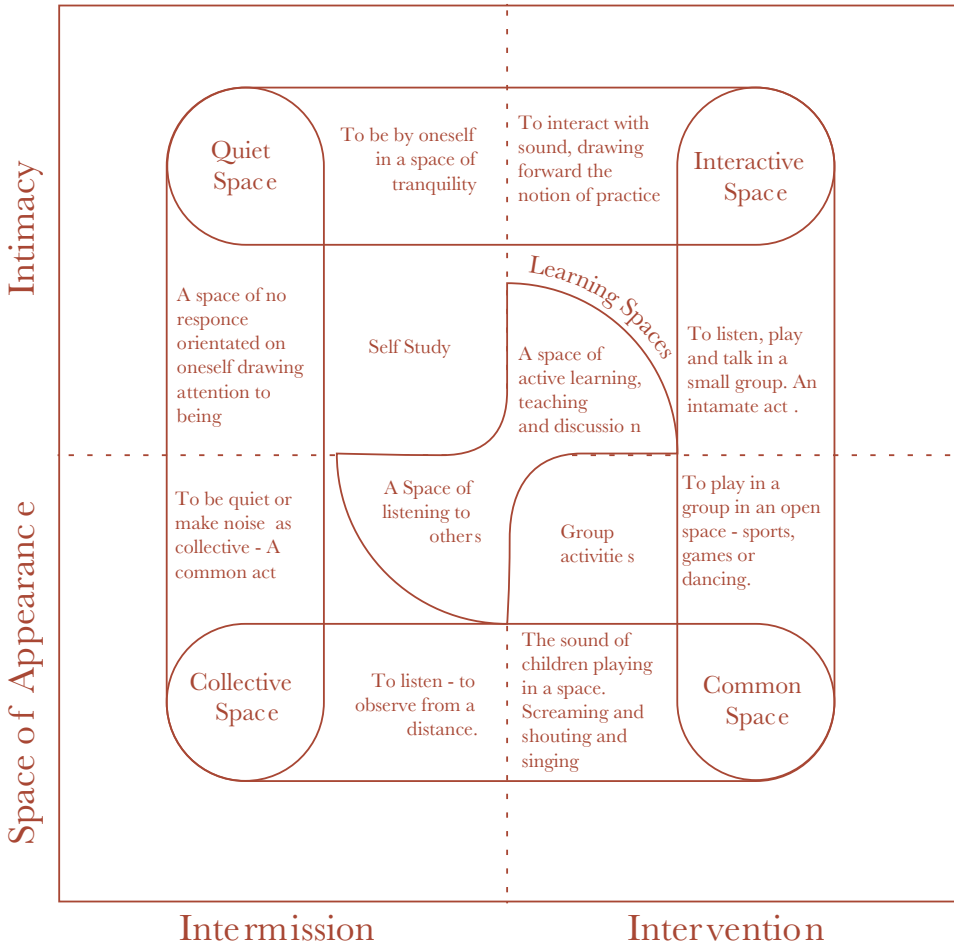 Intimacy
Space of Appearance
Quiet
Space
To be by oneself
in a space of
tranquility
To interact with
sound, drawing
forward the
notion of practice
Interactive
Space
A space of no
responce
orientated on
oneself drawing
attention to
being
Self Study
Learning Spaces
A space of
active learning,
teaching
and discussion
To listen, play
and talk in a
small group. An
intamate act .
To be quiet or
make noise as
collective - A
common act
A Space of
listening to
others
Group
activities
To play in a
group in an open
space - sports,
games or
dancing.
Collective
Space
To listen - to
observe from a
distance.
The sound of
children playing
in a space.
Screaming and
shouting and
singing
Common
Space
Intermission
Intervention